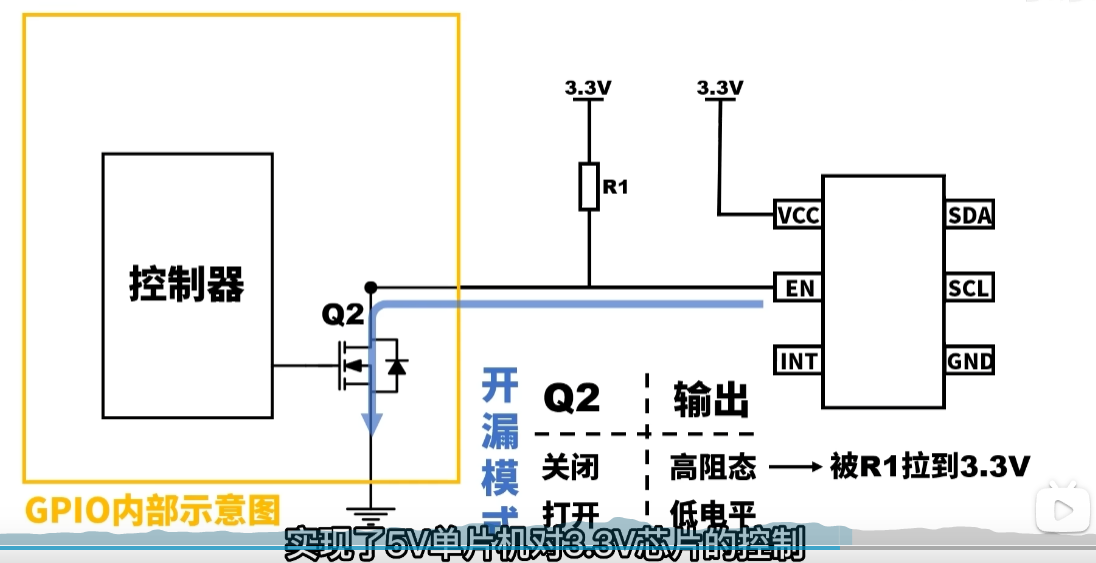 3.3V
3.3V
R1
VCC
SDA
控制器
EN
SCL
Q2
INT
GND
开漏模式
Q2
输出
关闭
高阻态
被R1拉到3.3V
打开
低电平
GPIO内部示意图
实现了5V单片机对3.3V芯片的控制